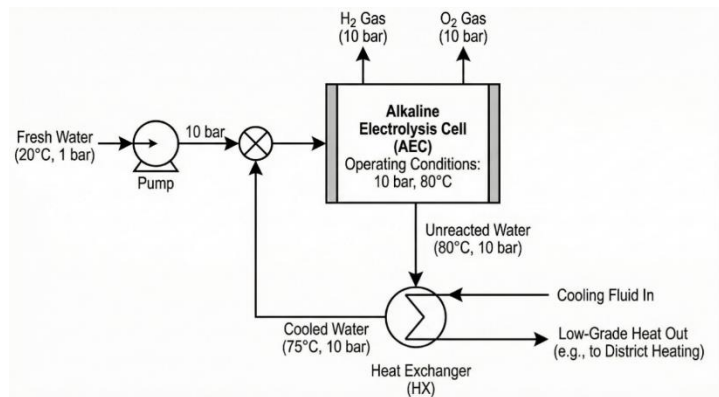 H₂ Gas
(10 bar)
O₂ Gas
(10 bar)
Fresh Water
(20°C, 1 bar)
Pump
10 bar
Alkaline
Electrolysis Cell
(AEC)
Operating Conditions:
10 bar, 80°C
Unreacted Water
(80°C, 10 bar)
Cooling Fluid In
Low-Grade Heat Out
(e.g., to District Heating)
Cooled Water
(75°C, 10 bar)
Heat Exchanger
(HX)